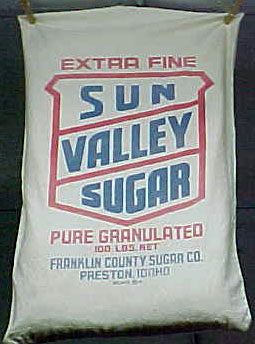 EXTRA FINE
SUN
VALLEY
SUGAR
PURE GRANULATED
100 LBS. NET
FRANKLIN COUNTY SUGAR CO.
PRESTON, IDAHO